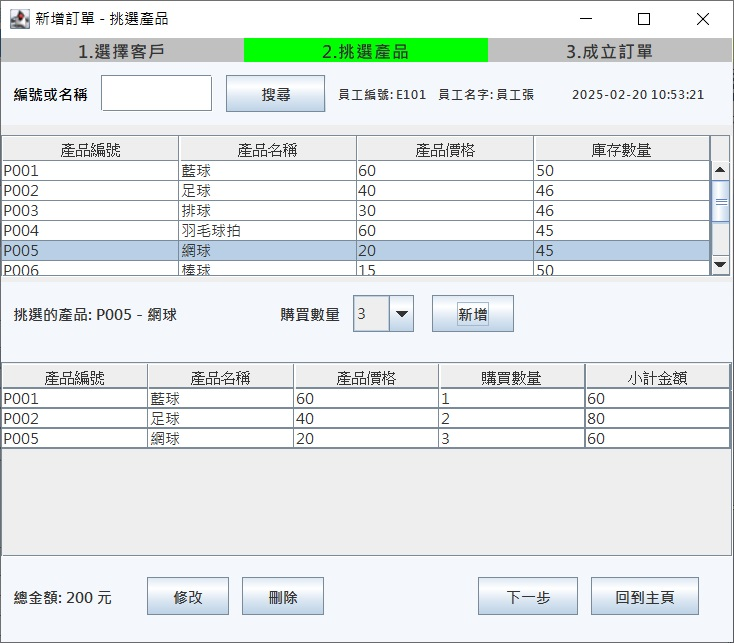 新增訂單 - 挑選產品
1.選擇客戶 2.挑選產品 3.成立訂單
編號或名稱 搜尋 員工編號:E101 員工名字:員工張 2025-02-20 10:53:21
產品編號 產品名稱 產品價格 庫存數量
P001 藍球 60 50
P002 足球 40 46
P003 排球 30 46
P004 羽毛球拍 60 45
P005 網球 20 45
P006 棒球 15 50
挑選的產品: P005 - 網球 購買數量 3 新增
產品編號 產品名稱 產品價格 購買數量 小計金額
P001 藍球 60 1 60
P002 足球 40 2 80
P005 網球 20 3 60
總金額: 200 元 修改 刪除 下一步 回到主頁